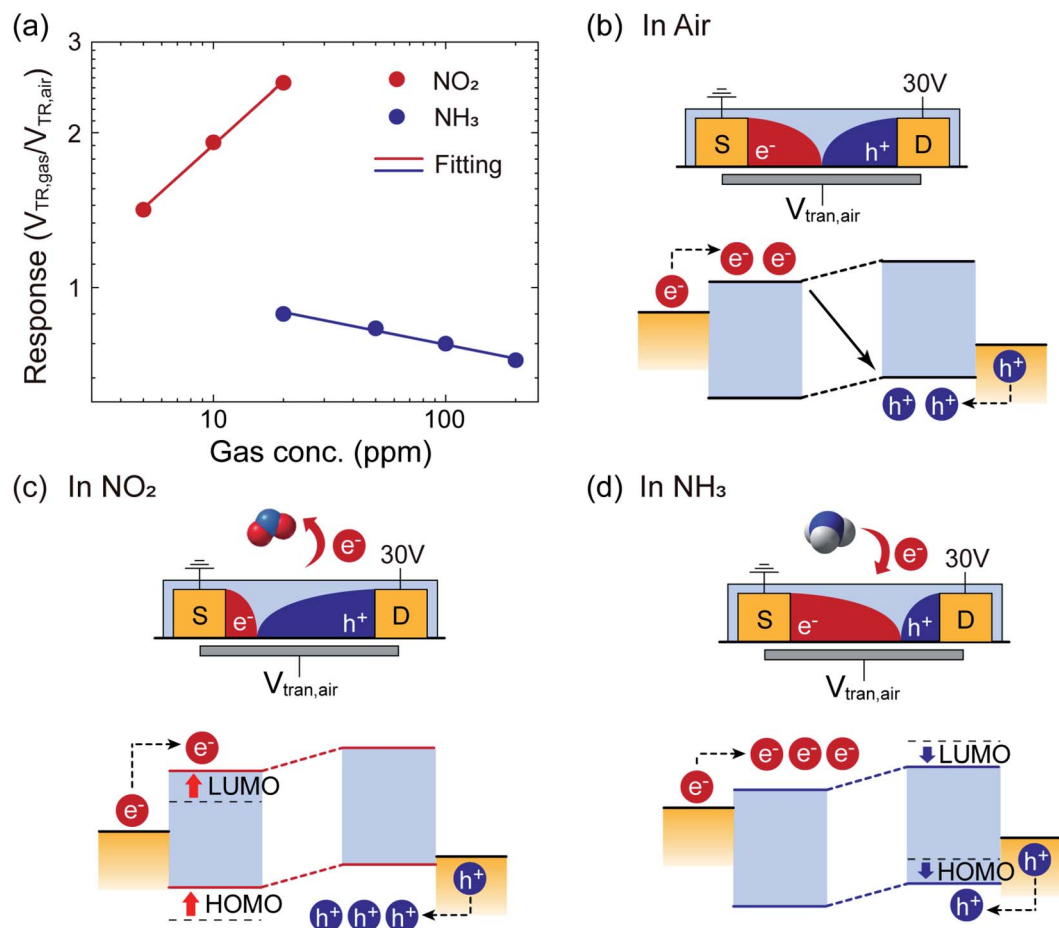 (a)
3
2
1
Response (V_TR,gas/V_TR,air)
NO₂
NH₃
Fitting
10
100
Gas conc. (ppm)
(b) In Air
30V
S
e⁻
h⁺
D
V_tran,air
e⁻
e⁻ e⁻
h⁺
h⁺ h⁺
(c) In NO₂
e⁻
30V
S
e⁻
h⁺
D
V_tran,air
e⁻
e⁻
LUMO
HOMO
h⁺
h⁺ h⁺ h⁺
(d) In NH₃
e⁻
30V
S
e⁻
h⁺
D
V_tran,air
e⁻ e⁻ e⁻
e⁻
LUMO
HOMO
h⁺
h⁺